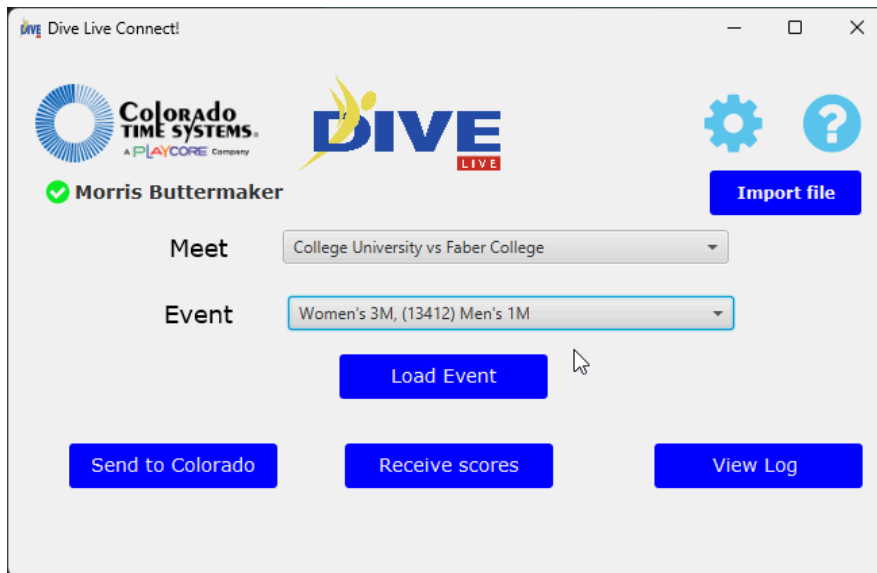 DIVE Dive Live Connect!
COLORADO
TIME SYSTEMS.
A PLAYCORE Company
DIVE
LIVE
?
Morris Buttermaker
Import file
Meet
College University vs Faber College
Event
Women's 3M, (13412) Men's 1M
Load Event
Send to Colorado
Receive scores
View Log